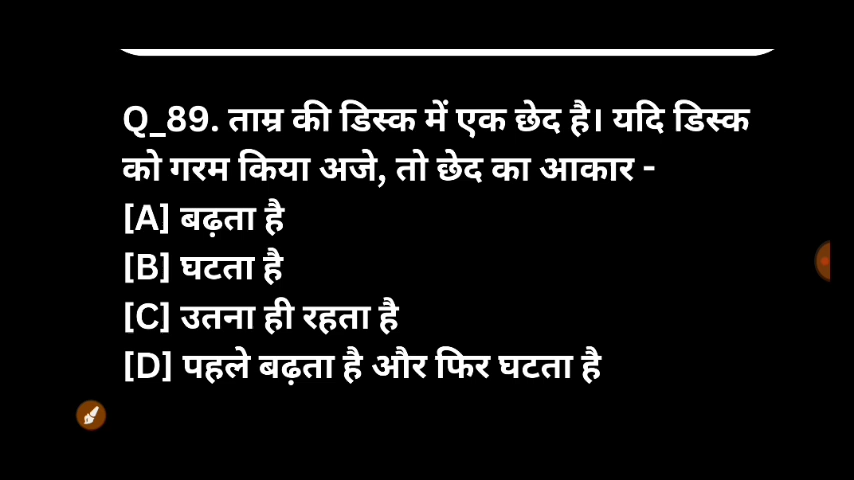 Q_89. ताम्र की डिस्क में एक छेद है। यदि डिस्क
को गरम किया अजे, तो छेद का आकार -
[A] बढ़ता है
[B] घटता है
[C] उतना ही रहता है
[D] पहले बढ़ता है और फिर घटता है